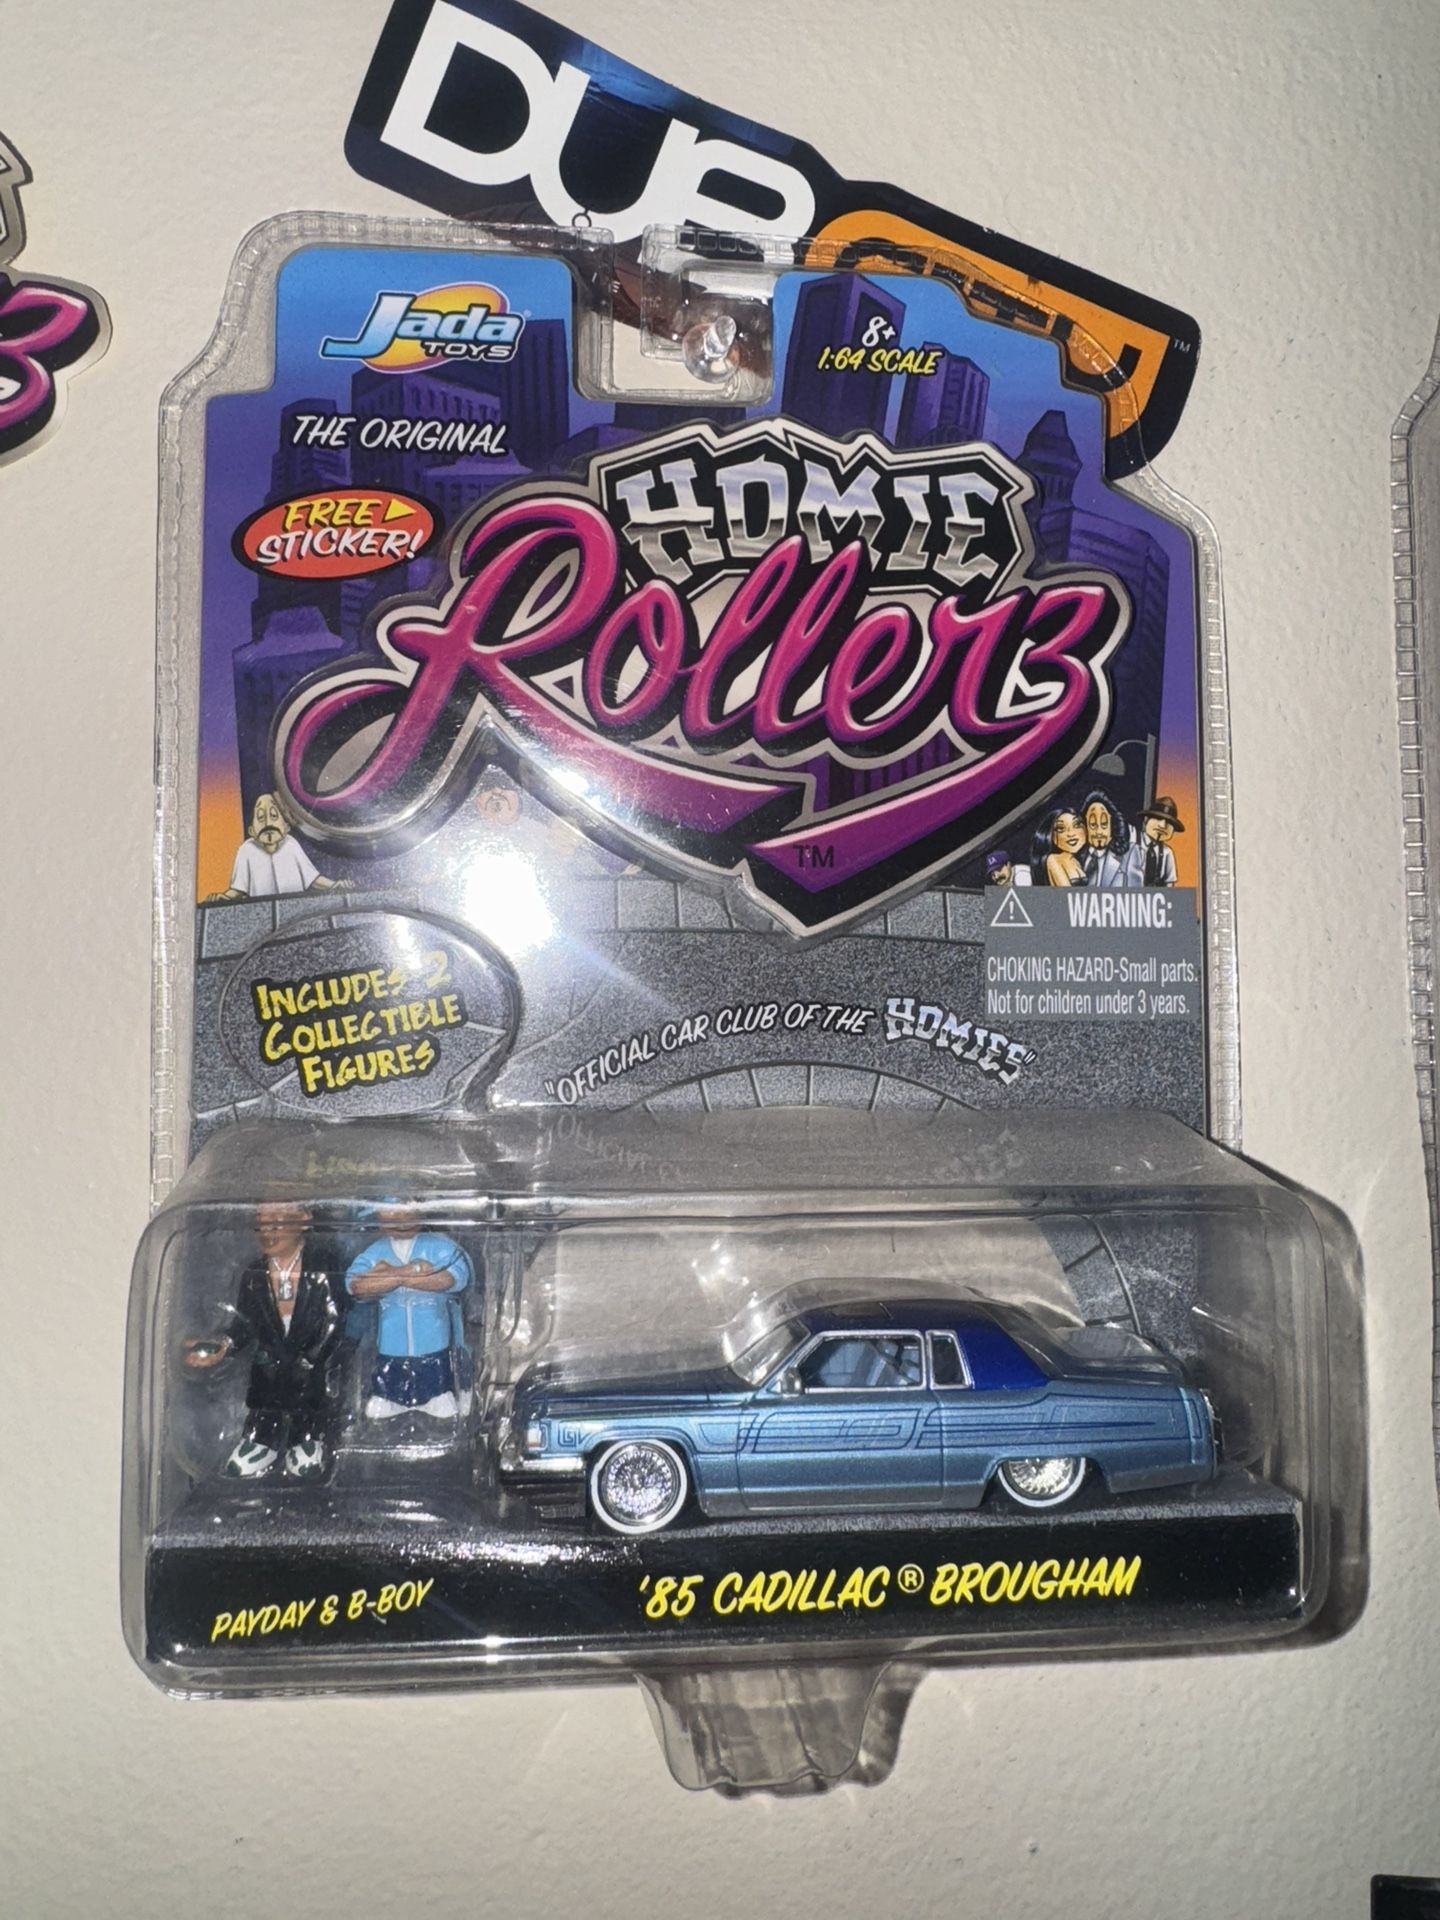 DUB
Jada
TOYS
8+
1:64 SCALE
THE ORIGINAL
HOMIE
Rollerz
TM
FREE
STICKER!
WARNING:
CHOKING HAZARD-Small parts.
Not for children under 3 years.
INCLUDES 2
COLLECTIBLE
FIGURES
"OFFICIAL CAR CLUB OF THE HOMIES"
PAYDAY & B-BOY
'85 CADILLAC® BROUGHAM